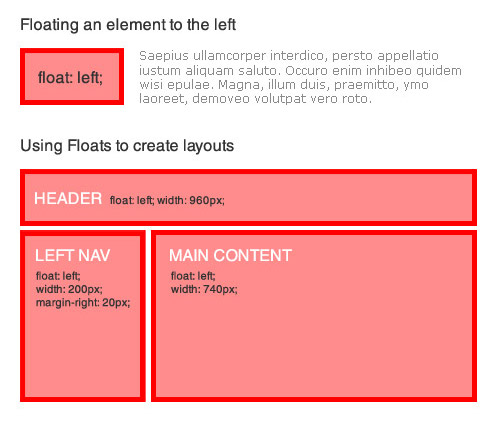 Floating an element to the left
float: left;
Saepius ullamcorper interdico, persto appellatio
iustum aliquam saluto. Occuro enim inhibeo quidem
wisi epulae. Magna, illum duis, praemitto, ymo
laoreet, demoveo volutpat vero roto.
Using Floats to create layouts
HEADER float: left; width: 960px;
LEFT NAV
float: left;
width: 200px;
margin-right: 20px;
MAIN CONTENT
float: left;
width: 740px;